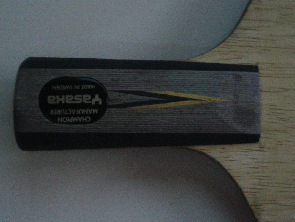 CHAMPION
MANUFACTURER
Yasaka
MADE IN SWEDEN